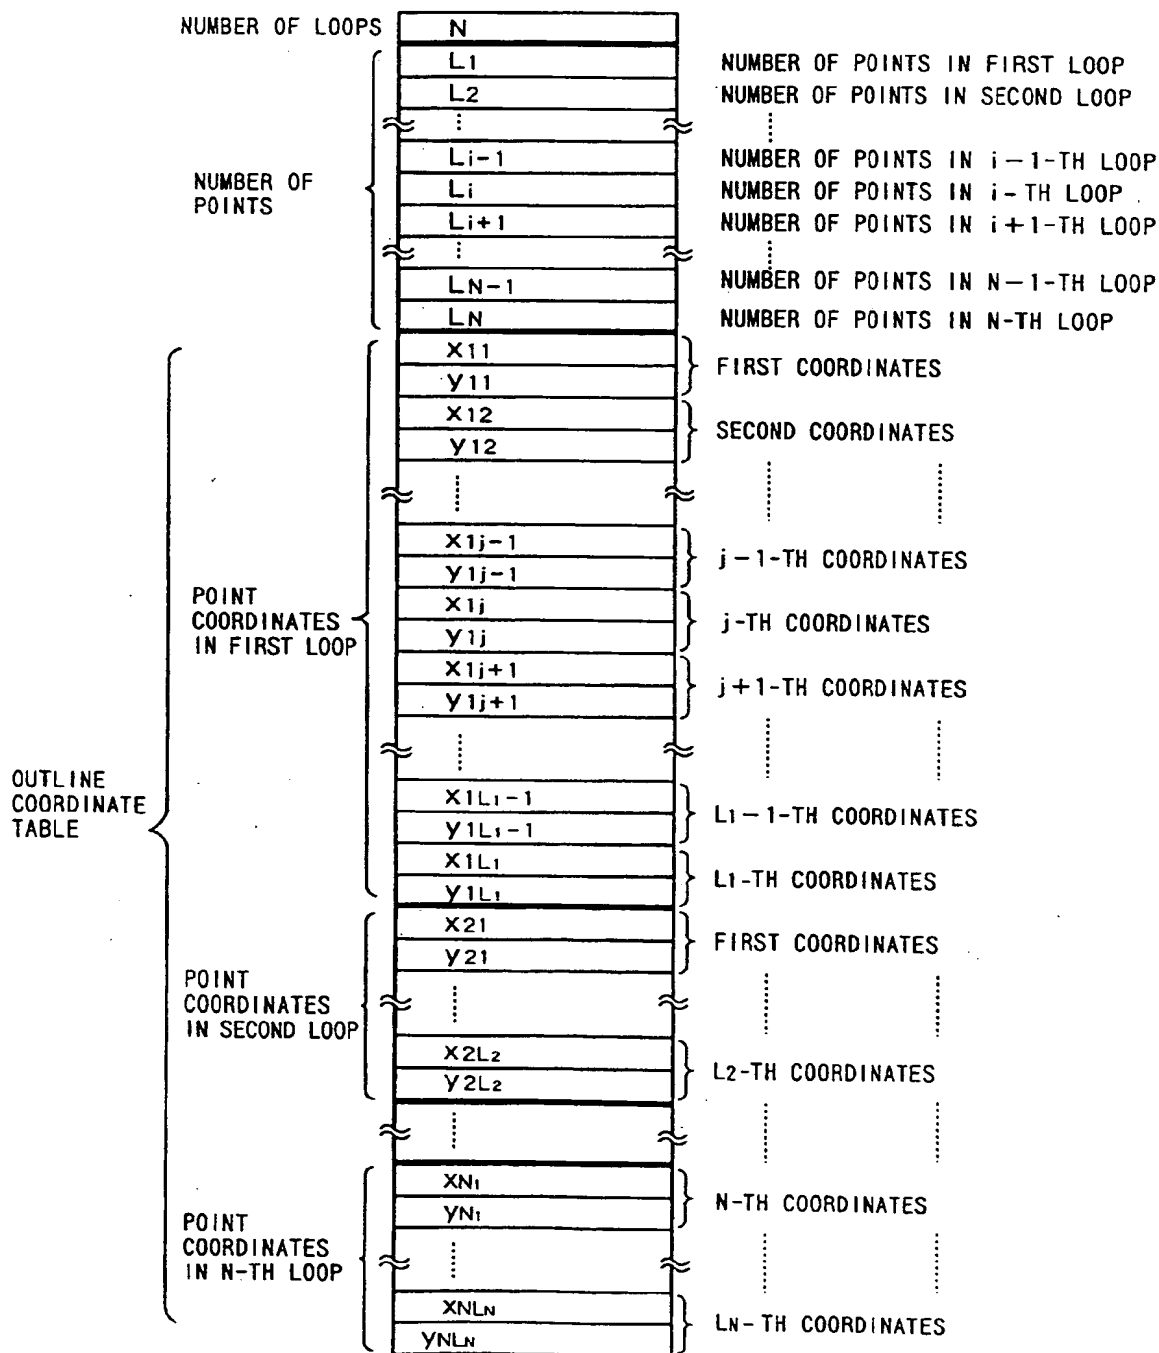 NUMBER OF LOOPS N
L1 NUMBER OF POINTS IN FIRST LOOP
L2 NUMBER OF POINTS IN SECOND LOOP
Li-1 NUMBER OF POINTS IN i-1-TH LOOP
NUMBER OF
POINTS
Li NUMBER OF POINTS IN i-TH LOOP
Li+1 NUMBER OF POINTS IN i+1-TH LOOP
LN-1 NUMBER OF POINTS IN N-1-TH LOOP
LN NUMBER OF POINTS IN N-TH LOOP
OUTLINE
COORDINATE
TABLE
POINT
COORDINATES
IN FIRST LOOP
X11
y11
FIRST COORDINATES
X12
y12
SECOND COORDINATES
X1j-1
y1j-1
j-1-TH COORDINATES
X1j
y1j
j-TH COORDINATES
X1j+1
y1j+1
j+1-TH COORDINATES
X1L1-1
y1L1-1
L1-1-TH COORDINATES
X1L1
y1L1
L1-TH COORDINATES
POINT
COORDINATES
IN SECOND LOOP
X21
y21
FIRST COORDINATES
X2L2
y2L2
L2-TH COORDINATES
POINT
COORDINATES
IN N-TH LOOP
XN1
yN1
N-TH COORDINATES
XNLN
yNLN
LN-TH COORDINATES